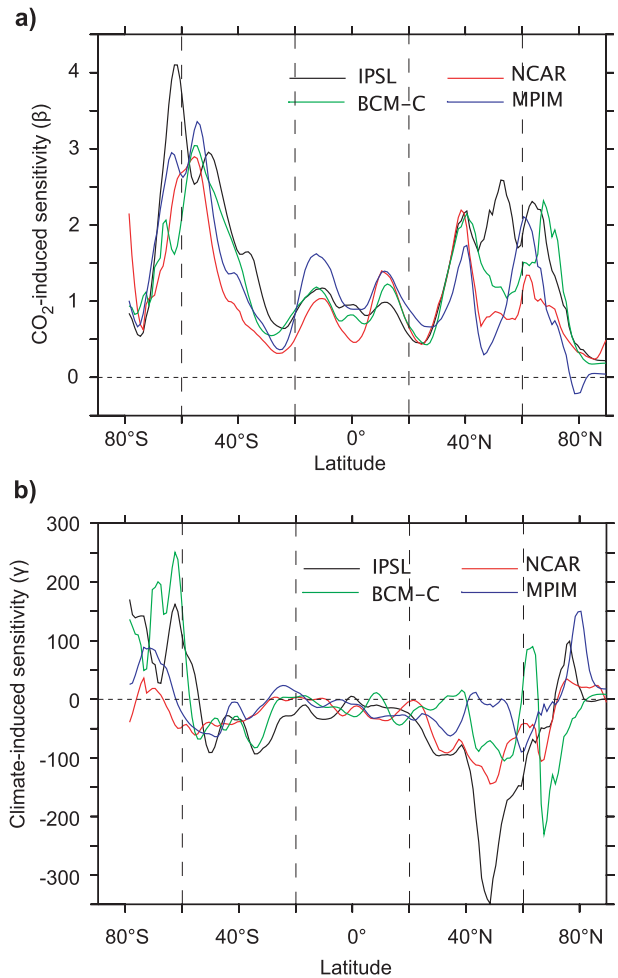 a)
CO2-induced sensitivity (β)
4
3
2
1
0
IPSL
NCAR
BCM-C
MPIM
80°S
40°S
0°
40°N
80°N
Latitude
b)
Climate-induced sensitivity (γ)
300
200
100
0
-100
-200
-300
IPSL
NCAR
BCM-C
MPIM
80°S
40°S
0°
40°N
80°N
Latitude